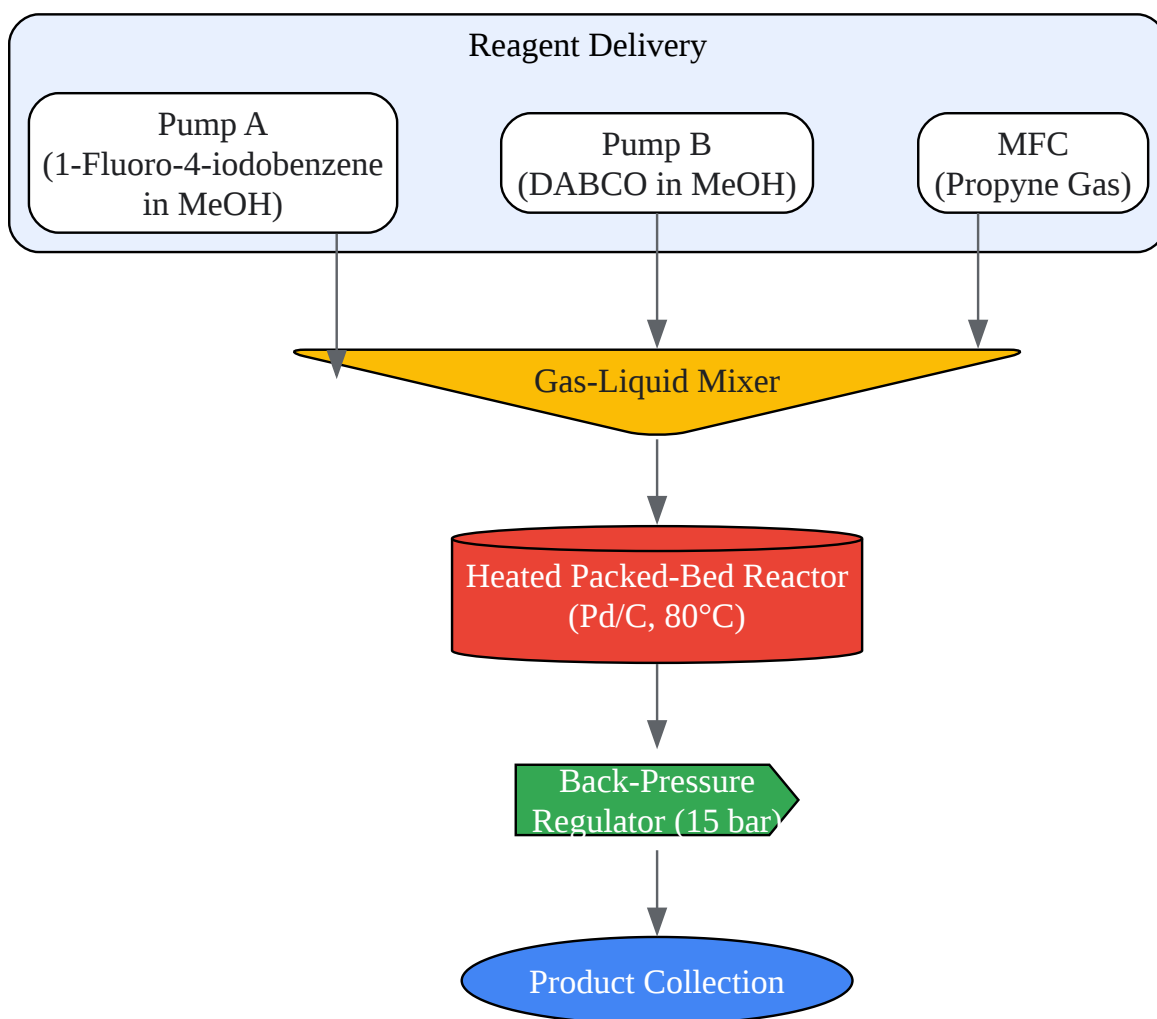 Reagent Delivery
Pump A
(1-Fluoro-4-iodobenzene
in MeOH)
Pump B
(DABCO in MeOH)
MFC
(Propyne Gas)
Gas-Liquid Mixer
Heated Packed-Bed Reactor
(Pd/C, 80°C)
Back-Pressure
Regulator (15 bar)
Product Collection